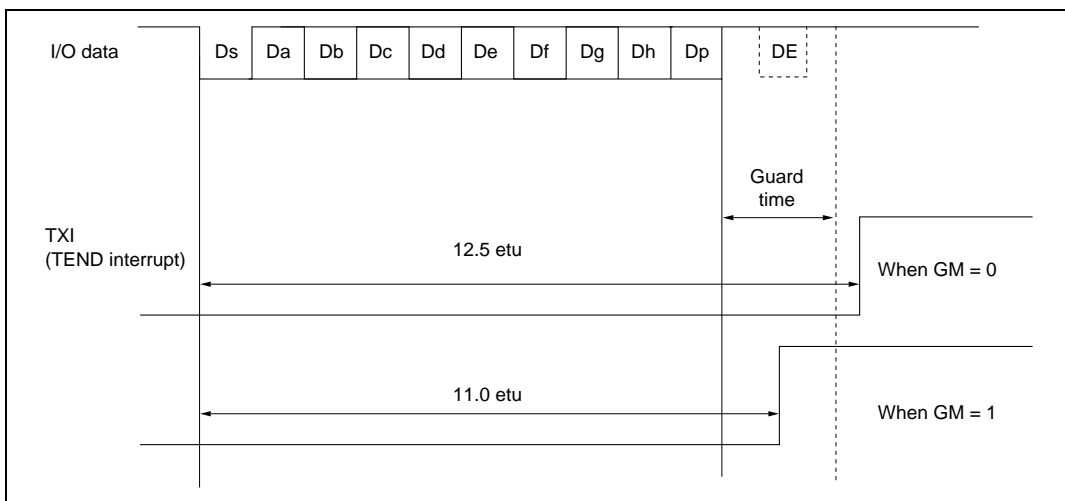 I/O data
Ds Da Db Dc Dd De Df Dg Dh Dp DE
Guard
time
TXI
(TEND interrupt)
12.5 etu
When GM = 0
11.0 etu
When GM = 1